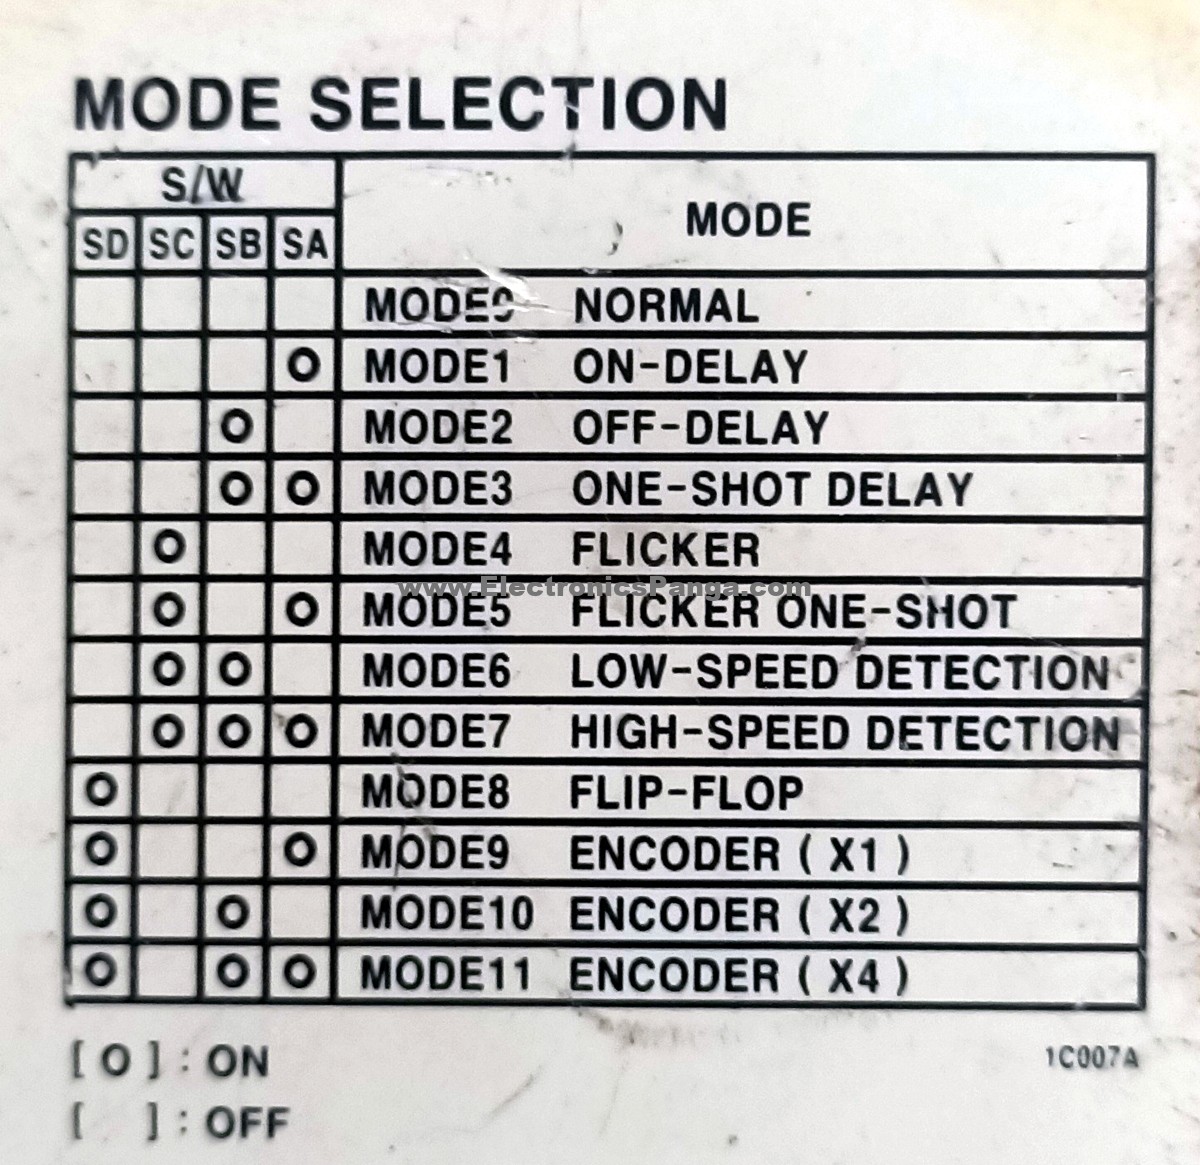 MODE SELECTION
S/W
MODE
SD SC SB SA
MODE0 NORMAL
O MODE1 ON-DELAY
O MODE2 OFF-DELAY
O O MODE3 ONE-SHOT DELAY
O MODE4 FLICKER
www.ElectronicsPanga.com
O O MODE5 FLICKER ONE-SHOT
O O MODE6 LOW-SPEED DETECTION
O O O MODE7 HIGH-SPEED DETECTION
O MODE8 FLIP-FLOP
O O MODE9 ENCODER ( X1 )
O O MODE10 ENCODER ( X2 )
O O O MODE11 ENCODER ( X4 )
[ O ] : ON
1C007A
[ ] : OFF